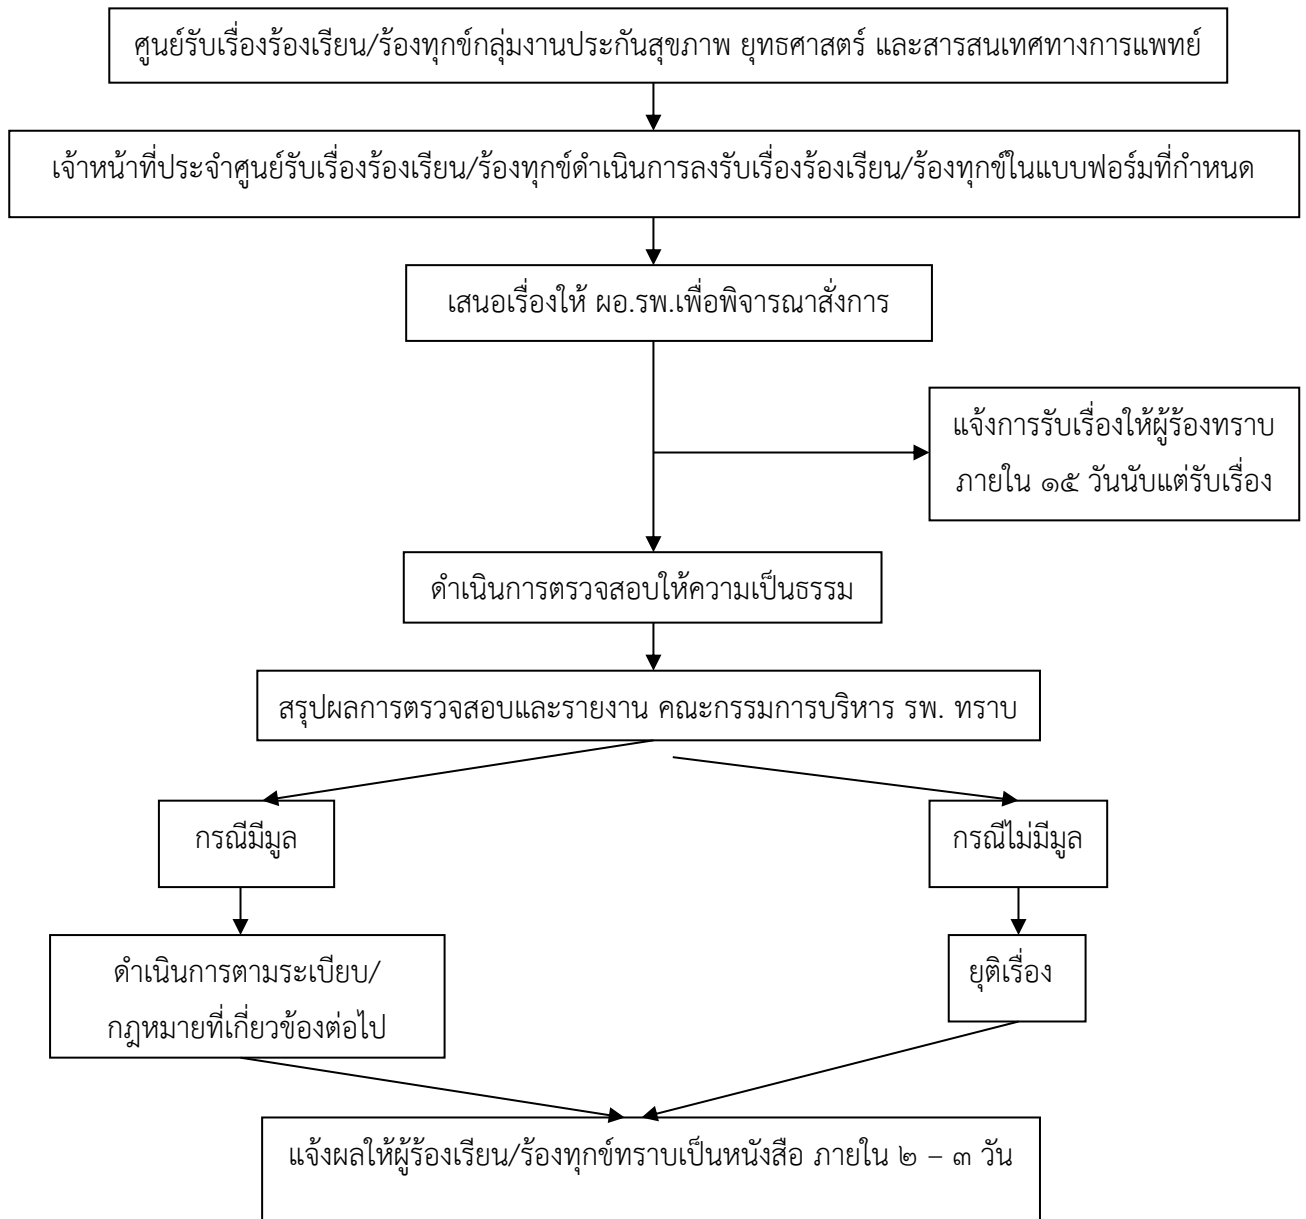 ศูนย์รับเรื่องร้องเรียน/ร้องทุกข์กลุ่มงานประกันสุขภาพ ยุทธศาสตร์ และสารสนเทศทางการแพทย์
เจ้าหน้าที่ประจำศูนย์รับเรื่องร้องเรียน/ร้องทุกข์ดำเนินการลงรับเรื่องร้องเรียน/ร้องทุกข์ในแบบฟอร์มที่กำหนด
เสนอเรื่องให้ ผอ.รพ.เพื่อพิจารณาสั่งการ
แจ้งการรับเรื่องให้ผู้ร้องทราบ
ภายใน ๑๕ วันนับแต่รับเรื่อง
ดำเนินการตรวจสอบให้ความเป็นธรรม
สรุปผลการตรวจสอบและรายงาน คณะกรรมการบริหาร รพ. ทราบ
กรณีมีมูล
กรณีไม่มีมูล
ดำเนินการตามระเบียบ/
กฎหมายที่เกี่ยวข้องต่อไป
ยุติเรื่อง
แจ้งผลให้ผู้ร้องเรียน/ร้องทุกข์ทราบเป็นหนังสือ ภายใน ๒ – ๓ วัน